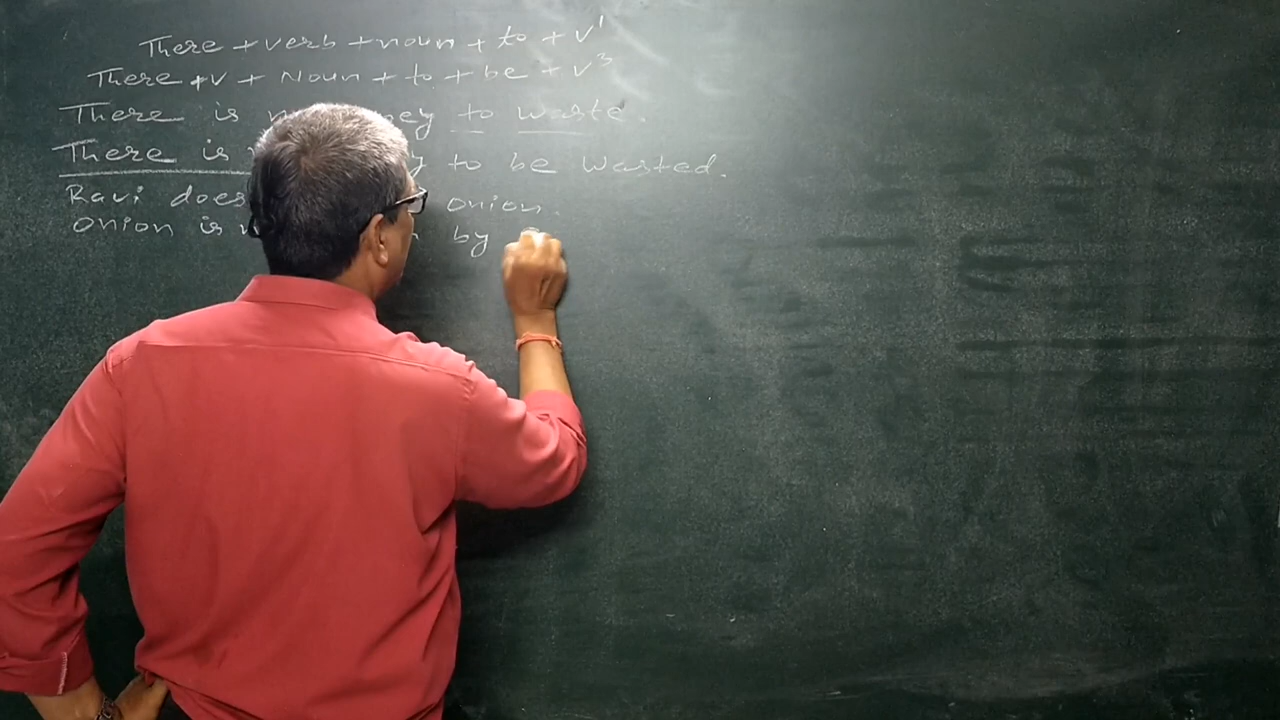 There + verb + noun + to + V¹
There + V + Noun + to + be + V³
There is to waste.
There is to be Wasted.
Ravi does onion.
Onion is by